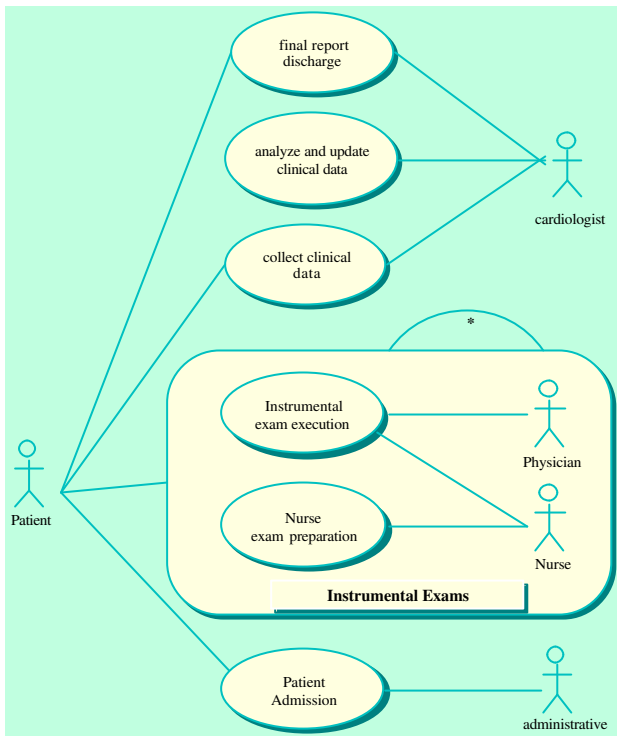 final report
discharge
analyze and update
clinical data
cardiologist
collect clinical
data
*
Instrumental
exam execution
Physician
Patient
Nurse
exam preparation
Nurse
Instrumental Exams
Patient
Admission
administrative